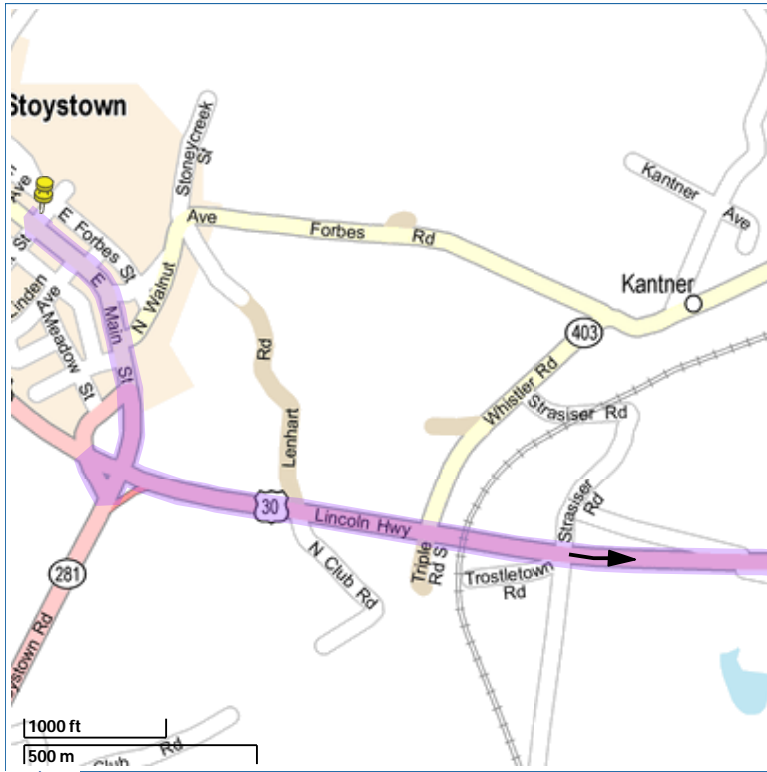 Stoystown
Stoneycreek
St
Kantner
Ave
Ave
Ave
Forbes
Rd
E Forbes St
St
Linden
Ave
N Walnut
Kantner
E
Main
St
Meadow St
403
Whistler Rd
Strasiser Rd
Rd
Lenhart
30
Lincoln Hwy
Strasiser
Rd
N Club Rd
Triple
Rd S
Trostletown
Rd
281
ystown Rd
1000 ft
500 m
Club Rd